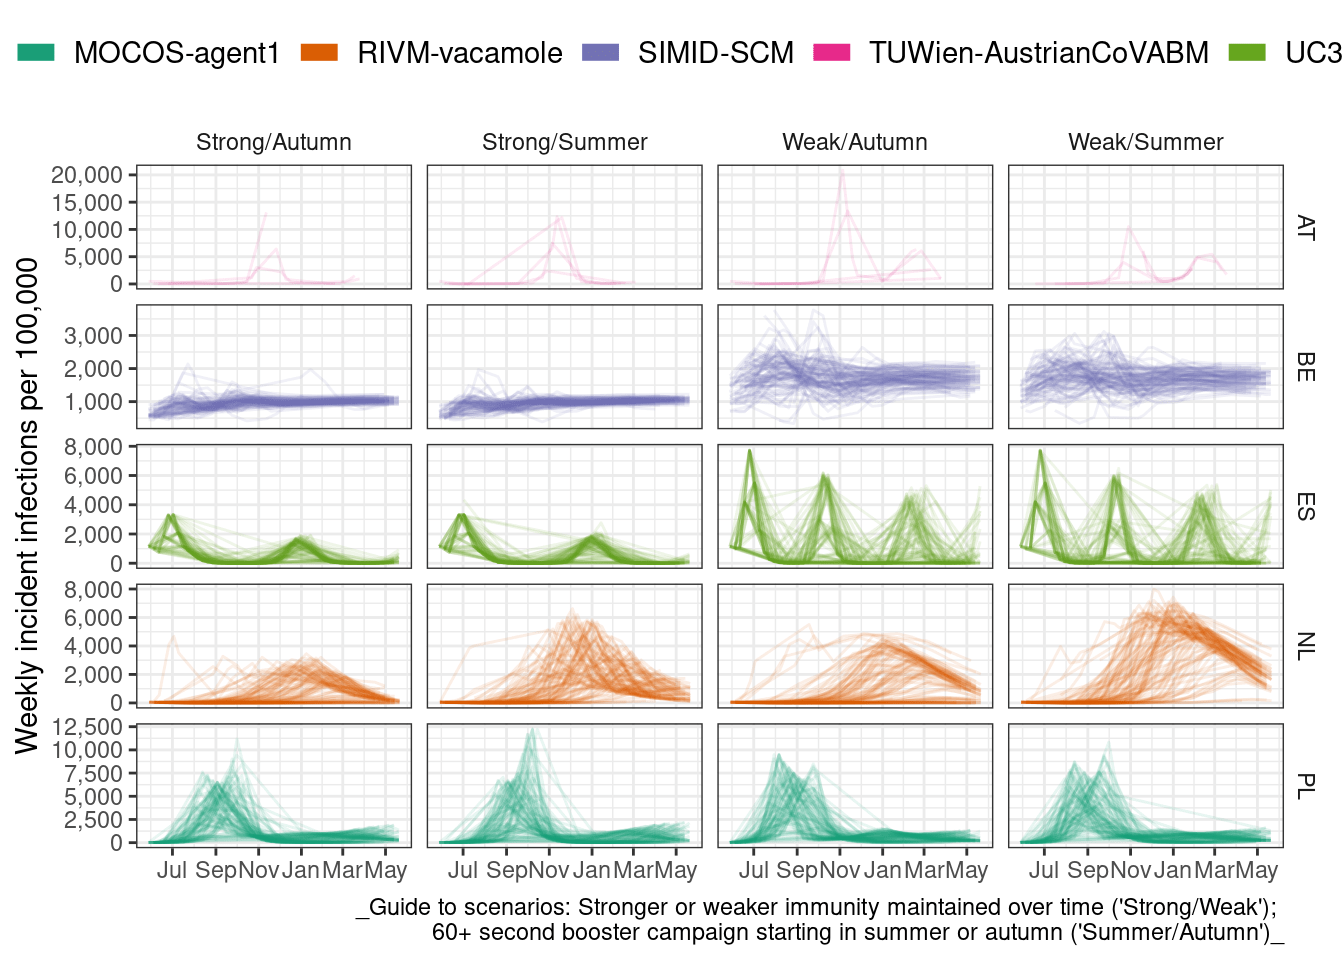 MOCOS-agent1 RIVM-vacamole SIMID-SCM TUWien-AustrianCoVABM UC3
Strong/Autumn Strong/Summer Weak/Autumn Weak/Summer
Weekly incident infections per 100,000
20,000
15,000
10,000
5,000
0
AT
3,000
2,000
1,000
BE
8,000
6,000
4,000
2,000
0
ES
8,000
6,000
4,000
2,000
0
NL
12,500
10,000
7,500
5,000
2,500
0
PL
Jul Sep Nov Jan Mar May Jul Sep Nov Jan Mar May Jul Sep Nov Jan Mar May Jul Sep Nov Jan Mar May
_Guide to scenarios: Stronger or weaker immunity maintained over time ('Strong/Weak');
60+ second booster campaign starting in summer or autumn ('Summer/Autumn')_